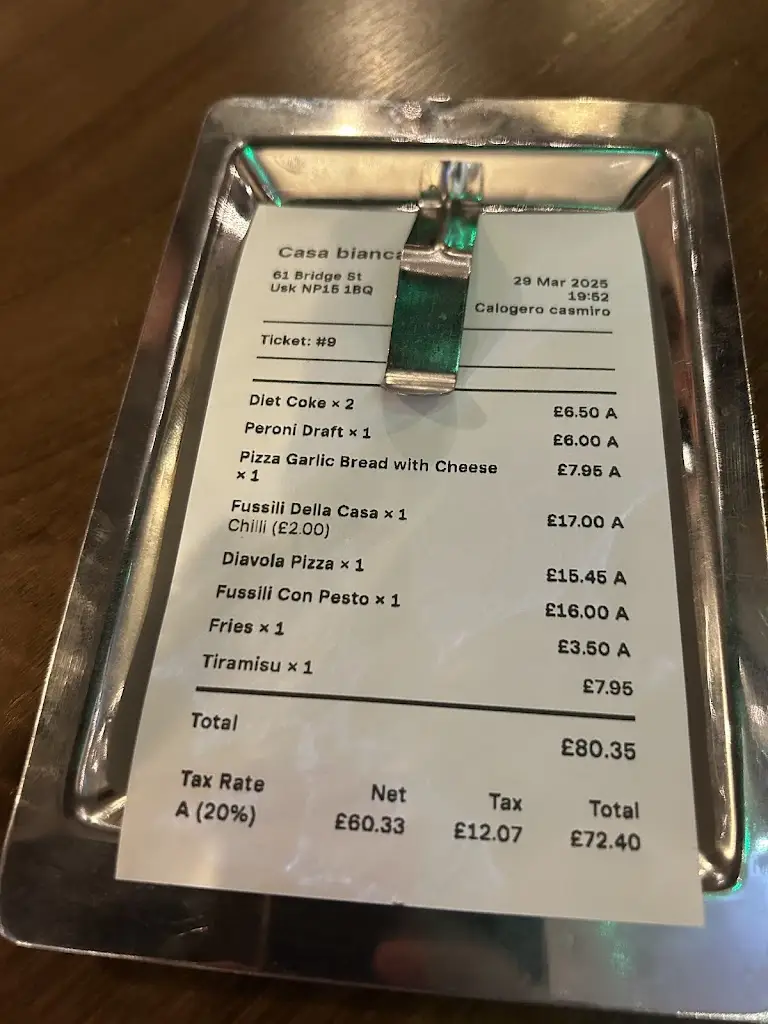 Casa bianca
61 Bridge St
Usk NP15 1BQ
29 Mar 2025
19:52
Calogero casmiro
Ticket: #9
Diet Coke × 2 £6.50 A
Peroni Draft × 1 £6.00 A
Pizza Garlic Bread with Cheese £7.95 A
× 1
Fussili Della Casa × 1 £17.00 A
Chilli (£2.00)
Diavola Pizza × 1 £15.45 A
Fussili Con Pesto × 1 £16.00 A
Fries × 1 £3.50 A
Tiramisu × 1 £7.95
Total £80.35
Tax Rate Net Tax Total
A (20%) £60.33 £12.07 £72.40